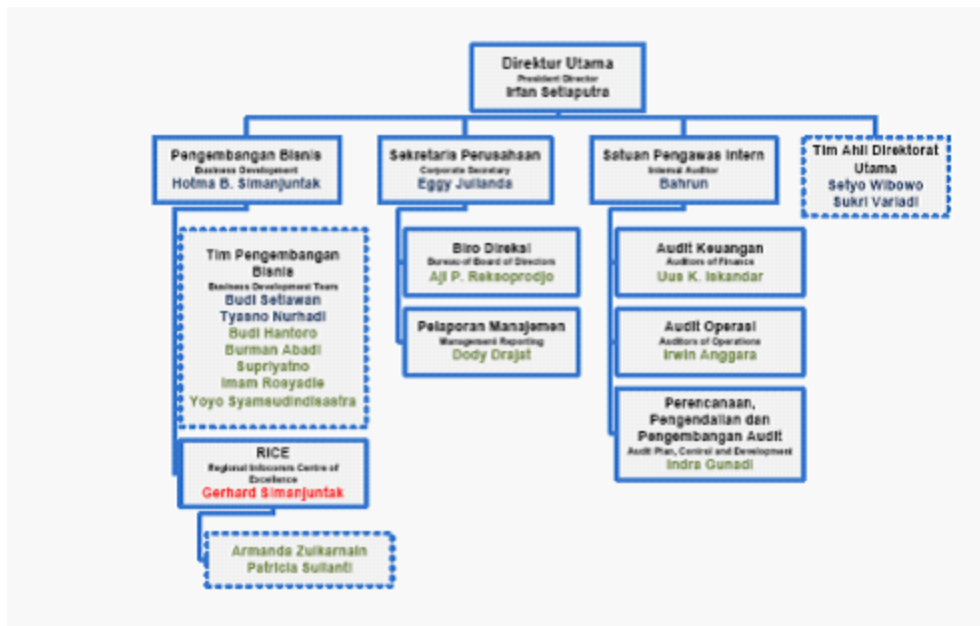 Direktur Utama
President Director
Irfan Setiaputra
Pengembangan Bisnis
Business Development
Hotma B. Simanjuntak
Sekretaris Perusahaan
Corporate Secretary
Eggy Julianda
Satuan Pengawas Intern
Internal Auditor
Bahrun
Tim Ahli Direktorat
Utama
Setyo Wibowo
Sukri Variadi
Tim Pengembangan
Bisnis
Business Development Team
Budi Setiawan
Tyasno Nurhadi
Budi Hantoro
Burman Abadi
Supriyatno
Imam Rosyadie
Yoyo Syamsudindisastra
RICE
Regional Infocomm Centre of
Excellence
Gerhard Simanjuntak
Armanda Zulkarnain
Patricia Sulianti
Biro Direksi
Bureau of Board of Directors
Aji P. Reksoprodjo
Pelaporan Manajemen
Management Reporting
Dody Drajat
Audit Keuangan
Auditors of Finance
Uus K. Iskandar
Audit Operasi
Auditors of Operations
Irwin Anggara
Perencanaan,
Pengendalian dan
Pengembangan Audit
Audit Plan, Control and Development
Indra Gunadi